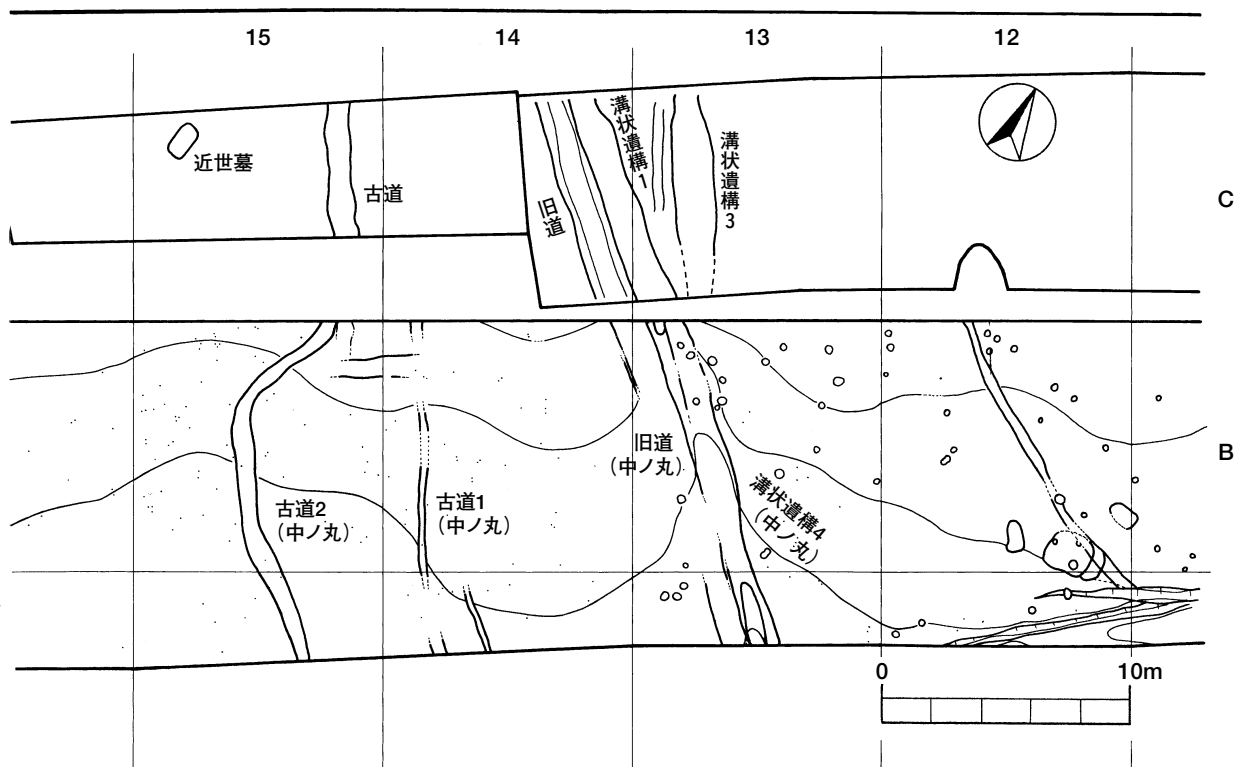 15
14
13
12
近世墓
古道
旧道
溝状遺構1
溝状遺構3
C
旧道
（中ノ丸）
溝状遺構4
（中ノ丸）
古道2
（中ノ丸）
古道1
（中ノ丸）
B
0
10m